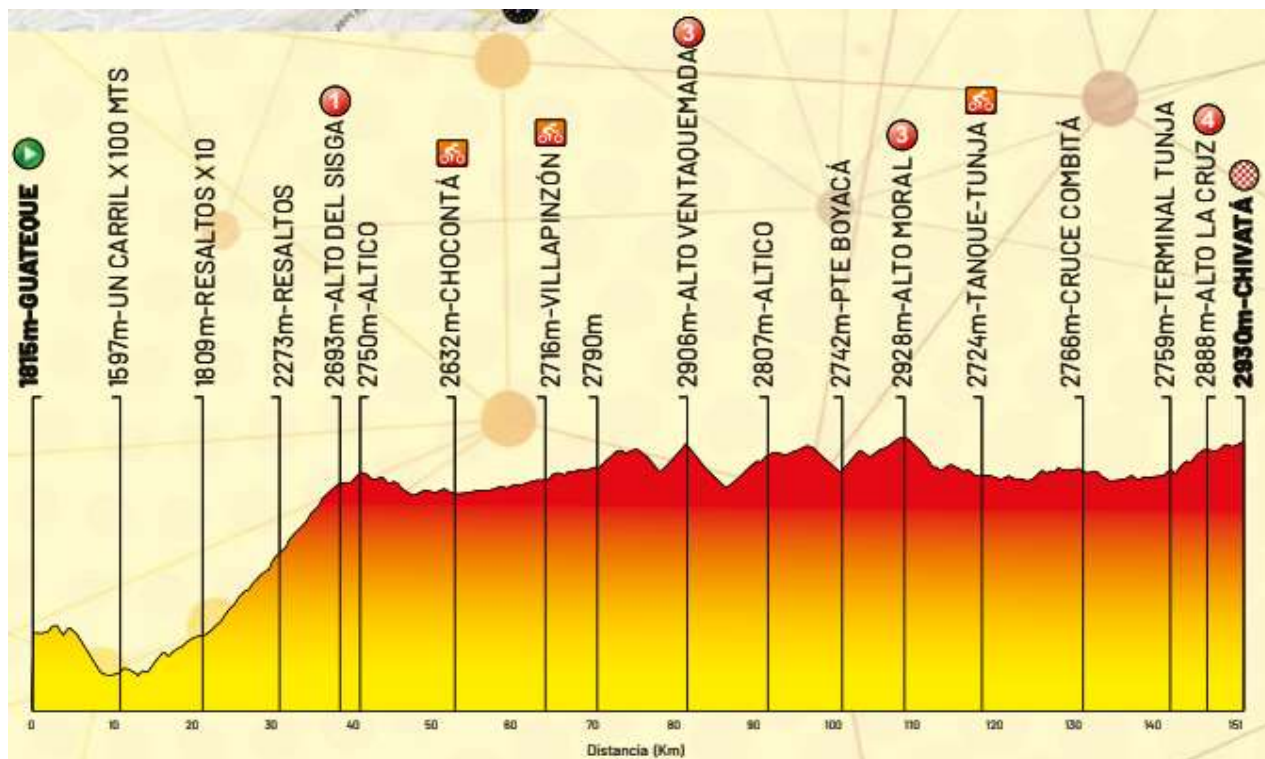 1815m-GUATEQUE
1597m-UN CARRIL X 100 MTS
1809m-RESALTOS X 10
2273m-RESALTOS
2693m-ALTO DEL SISGA
1
2750m-ALTICO
2632m-CHOCONTÁ
2716m-VILLAPINZÓN
2790m
2906m-ALTO VENTAQUEMADA
3
2807m-ALTICO
2742m-PTE BOYACÁ
2928m-ALTO MORAL
3
2724m-TANQUE-TUNJA
2766m-CRUCE COMBITÁ
2759m-TERMINAL TUNJA
2888m-ALTO LA CRUZ
4
2930m-CHIVATÁ
0 10 20 30 40 50 60 70 80 90 100 110 120 130 140 151
Distancia (Km)